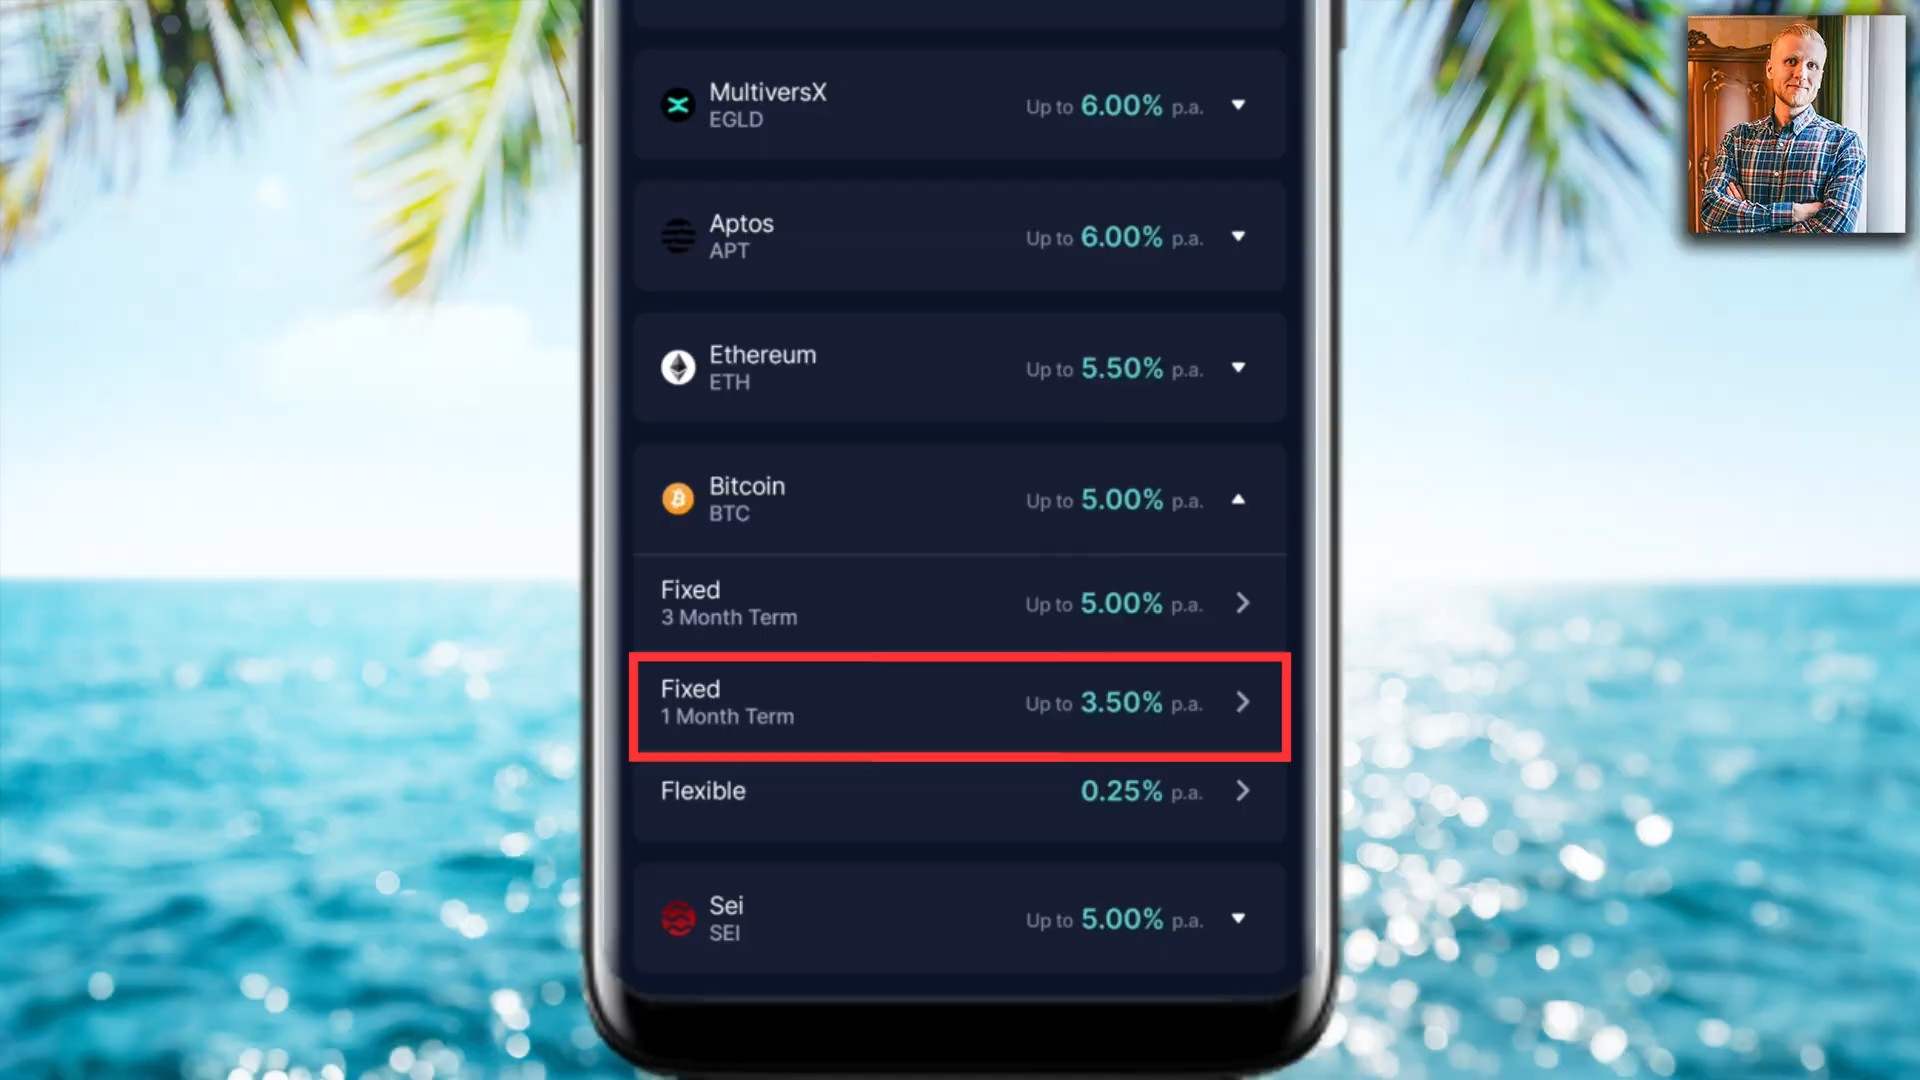 MultiversX
EGLD
Up to 6.00% p.a.
Aptos
APT
Up to 6.00% p.a.
Ethereum
ETH
Up to 5.50% p.a.
Bitcoin
BTC
Up to 5.00% p.a.
Fixed
3 Month Term
Up to 5.00% p.a.
Fixed
1 Month Term
Up to 3.50% p.a.
Flexible
0.25% p.a.
Sei
SEI
Up to 5.00% p.a.